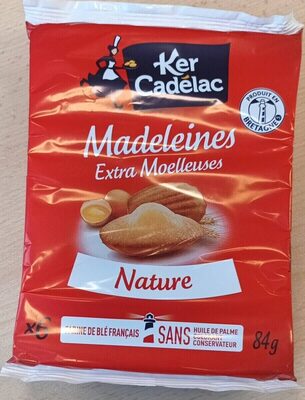 Ker
Cadélac
PRODUIT EN
BRETAGNE
Madeleines
Extra Moelleuses
Nature
x6
FARINE DE BLÉ FRANÇAIS
SANS
HUILE DE PALME
COLORANT
CONSERVATEUR
84g